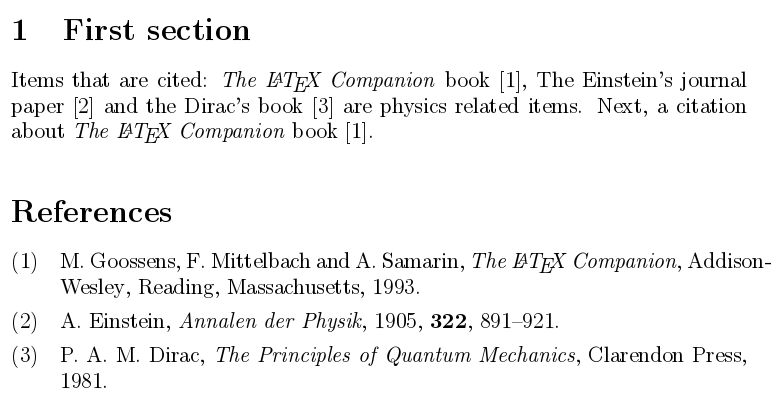 1 First section
Items that are cited: The LATEX Companion book [1], The Einstein's journal
paper [2] and the Dirac's book [3] are physics related items. Next, a citation
about The LATEX Companion book [1].
References
(1) M. Goossens, F. Mittelbach and A. Samarin, The LATEX Companion, Addison-
Wesley, Reading, Massachusetts, 1993.
(2) A. Einstein, Annalen der Physik, 1905, 322, 891–921.
(3) P. A. M. Dirac, The Principles of Quantum Mechanics, Clarendon Press,
1981.